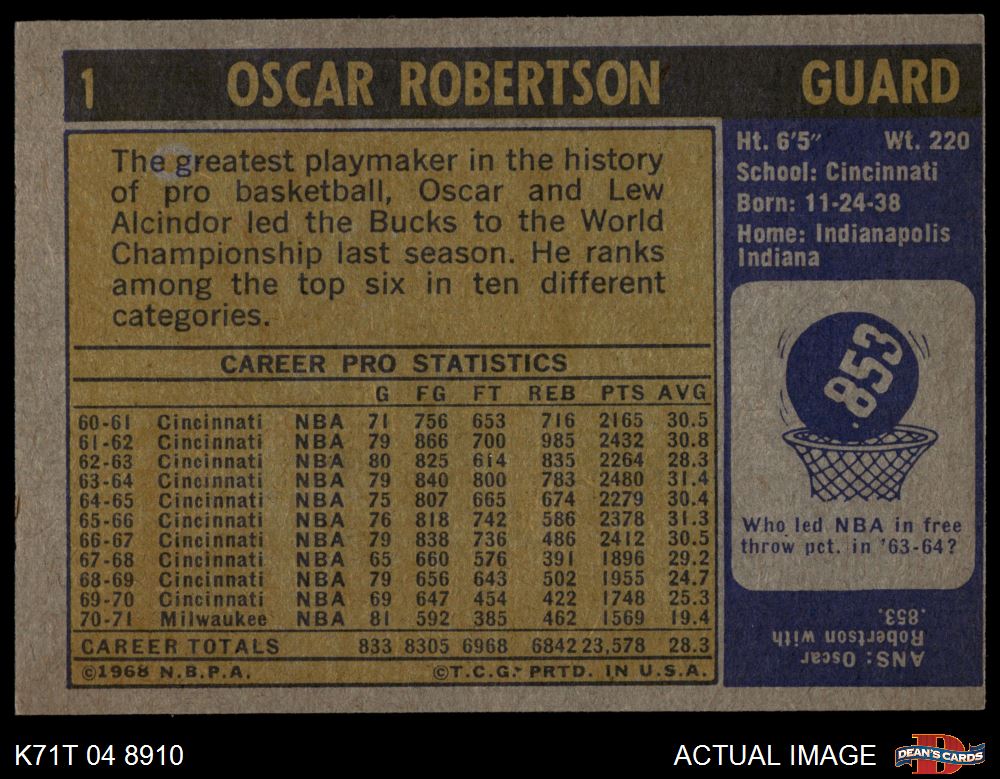 1 OSCAR ROBERTSON GUARD
The greatest playmaker in the history
of pro basketball, Oscar and Lew
Alcindor led the Bucks to the World
Championship last season. He ranks
among the top six in ten different
categories.
CAREER PRO STATISTICS
G FG FT REB PTS AVG
60-61 Cincinnati NBA 71 756 653 716 2165 30.5
61-62 Cincinnati NBA 79 866 700 985 2432 30.8
62-63 Cincinnati NBA 80 825 614 835 2264 28.3
63-64 Cincinnati NBA 79 840 800 783 2480 31.4
64-65 Cincinnati NBA 75 807 665 674 2279 30.4
65-66 Cincinnati NBA 76 818 742 586 2378 31.3
66-67 Cincinnati NBA 79 838 736 486 2412 30.5
67-68 Cincinnati NBA 65 660 576 391 1896 29.2
68-69 Cincinnati NBA 79 656 643 502 1955 24.7
69-70 Cincinnati NBA 69 647 454 422 1748 25.3
70-71 Milwaukee NBA 81 592 385 462 1569 19.4
CAREER TOTALS 833 8305 6968 6842 23,578 28.3
©1968 N.B.P.A. ©T.C.G. PRTD. IN U.S.A.
Ht. 6'5" Wt. 220
School: Cincinnati
Born: 11-24-38
Home: Indianapolis
Indiana
.853
Who led NBA in free
throw pct. in '63-64?
ANS: Oscar
Robertson with
.853.
K71T 04 8910 ACTUAL IMAGE DEAN'S CARDS